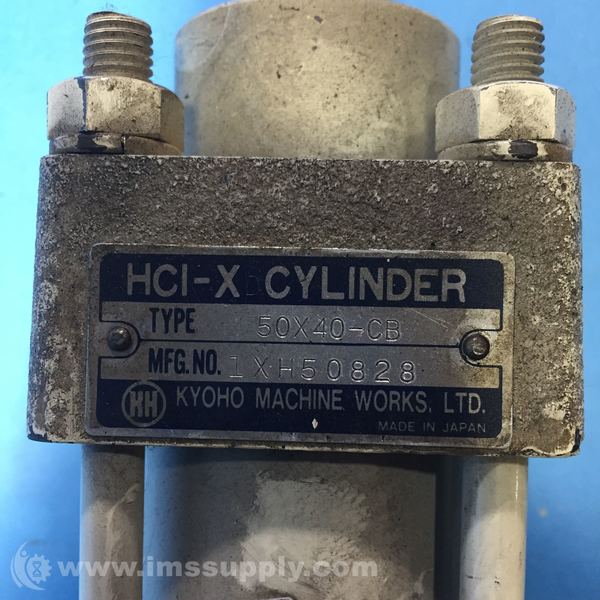 HCI-X CYLINDER
TYPE 50X40-CB
MFG.NO. 1XH50828
KH KYOHO MACHINE WORKS, LTD.
MADE IN JAPAN
www.imssupply.com